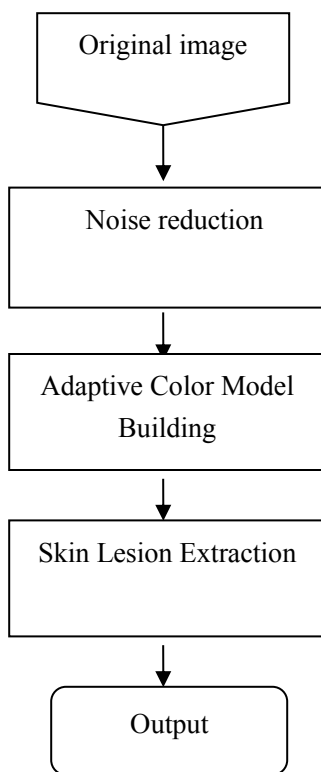 Original image
Noise reduction
Adaptive Color Model
Building
Skin Lesion Extraction
Output